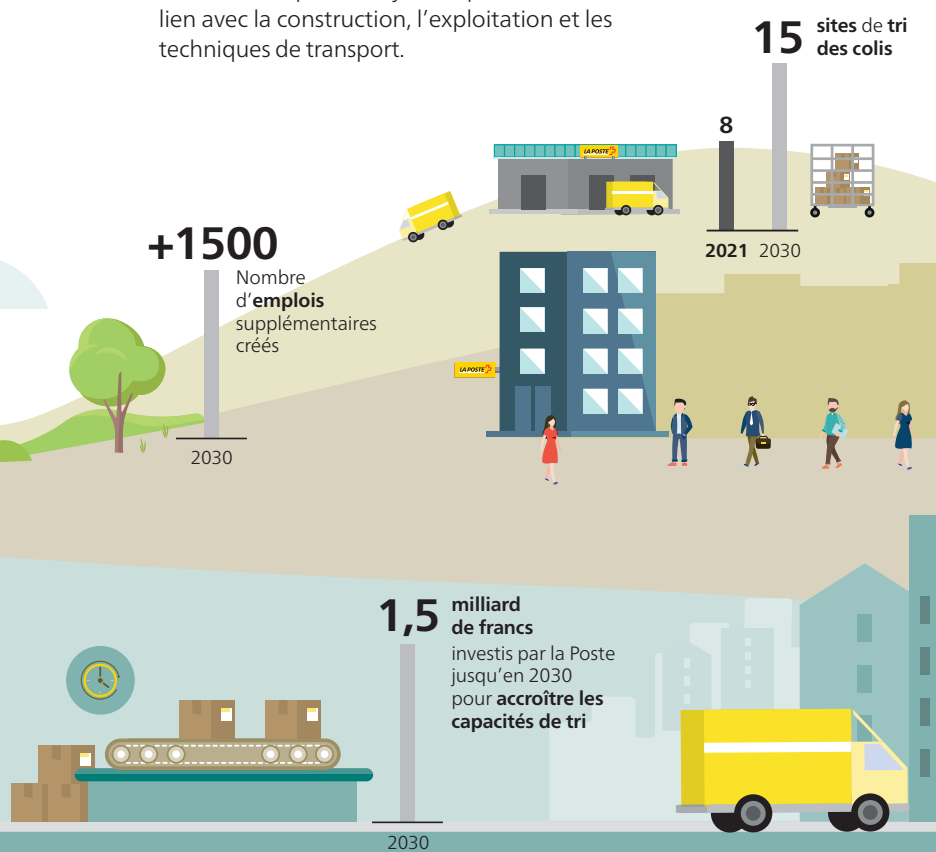 lien avec la construction, l’exploitation et les
techniques de transport.
15 sites de tri
des colis
8
LA POSTE
2021 2030
+1500
Nombre
d’emplois
supplémentaires
créés
LA POSTE
2030
1,5 milliard
de francs
investis par la Poste
jusqu’en 2030
pour accroître les
capacités de tri
2030